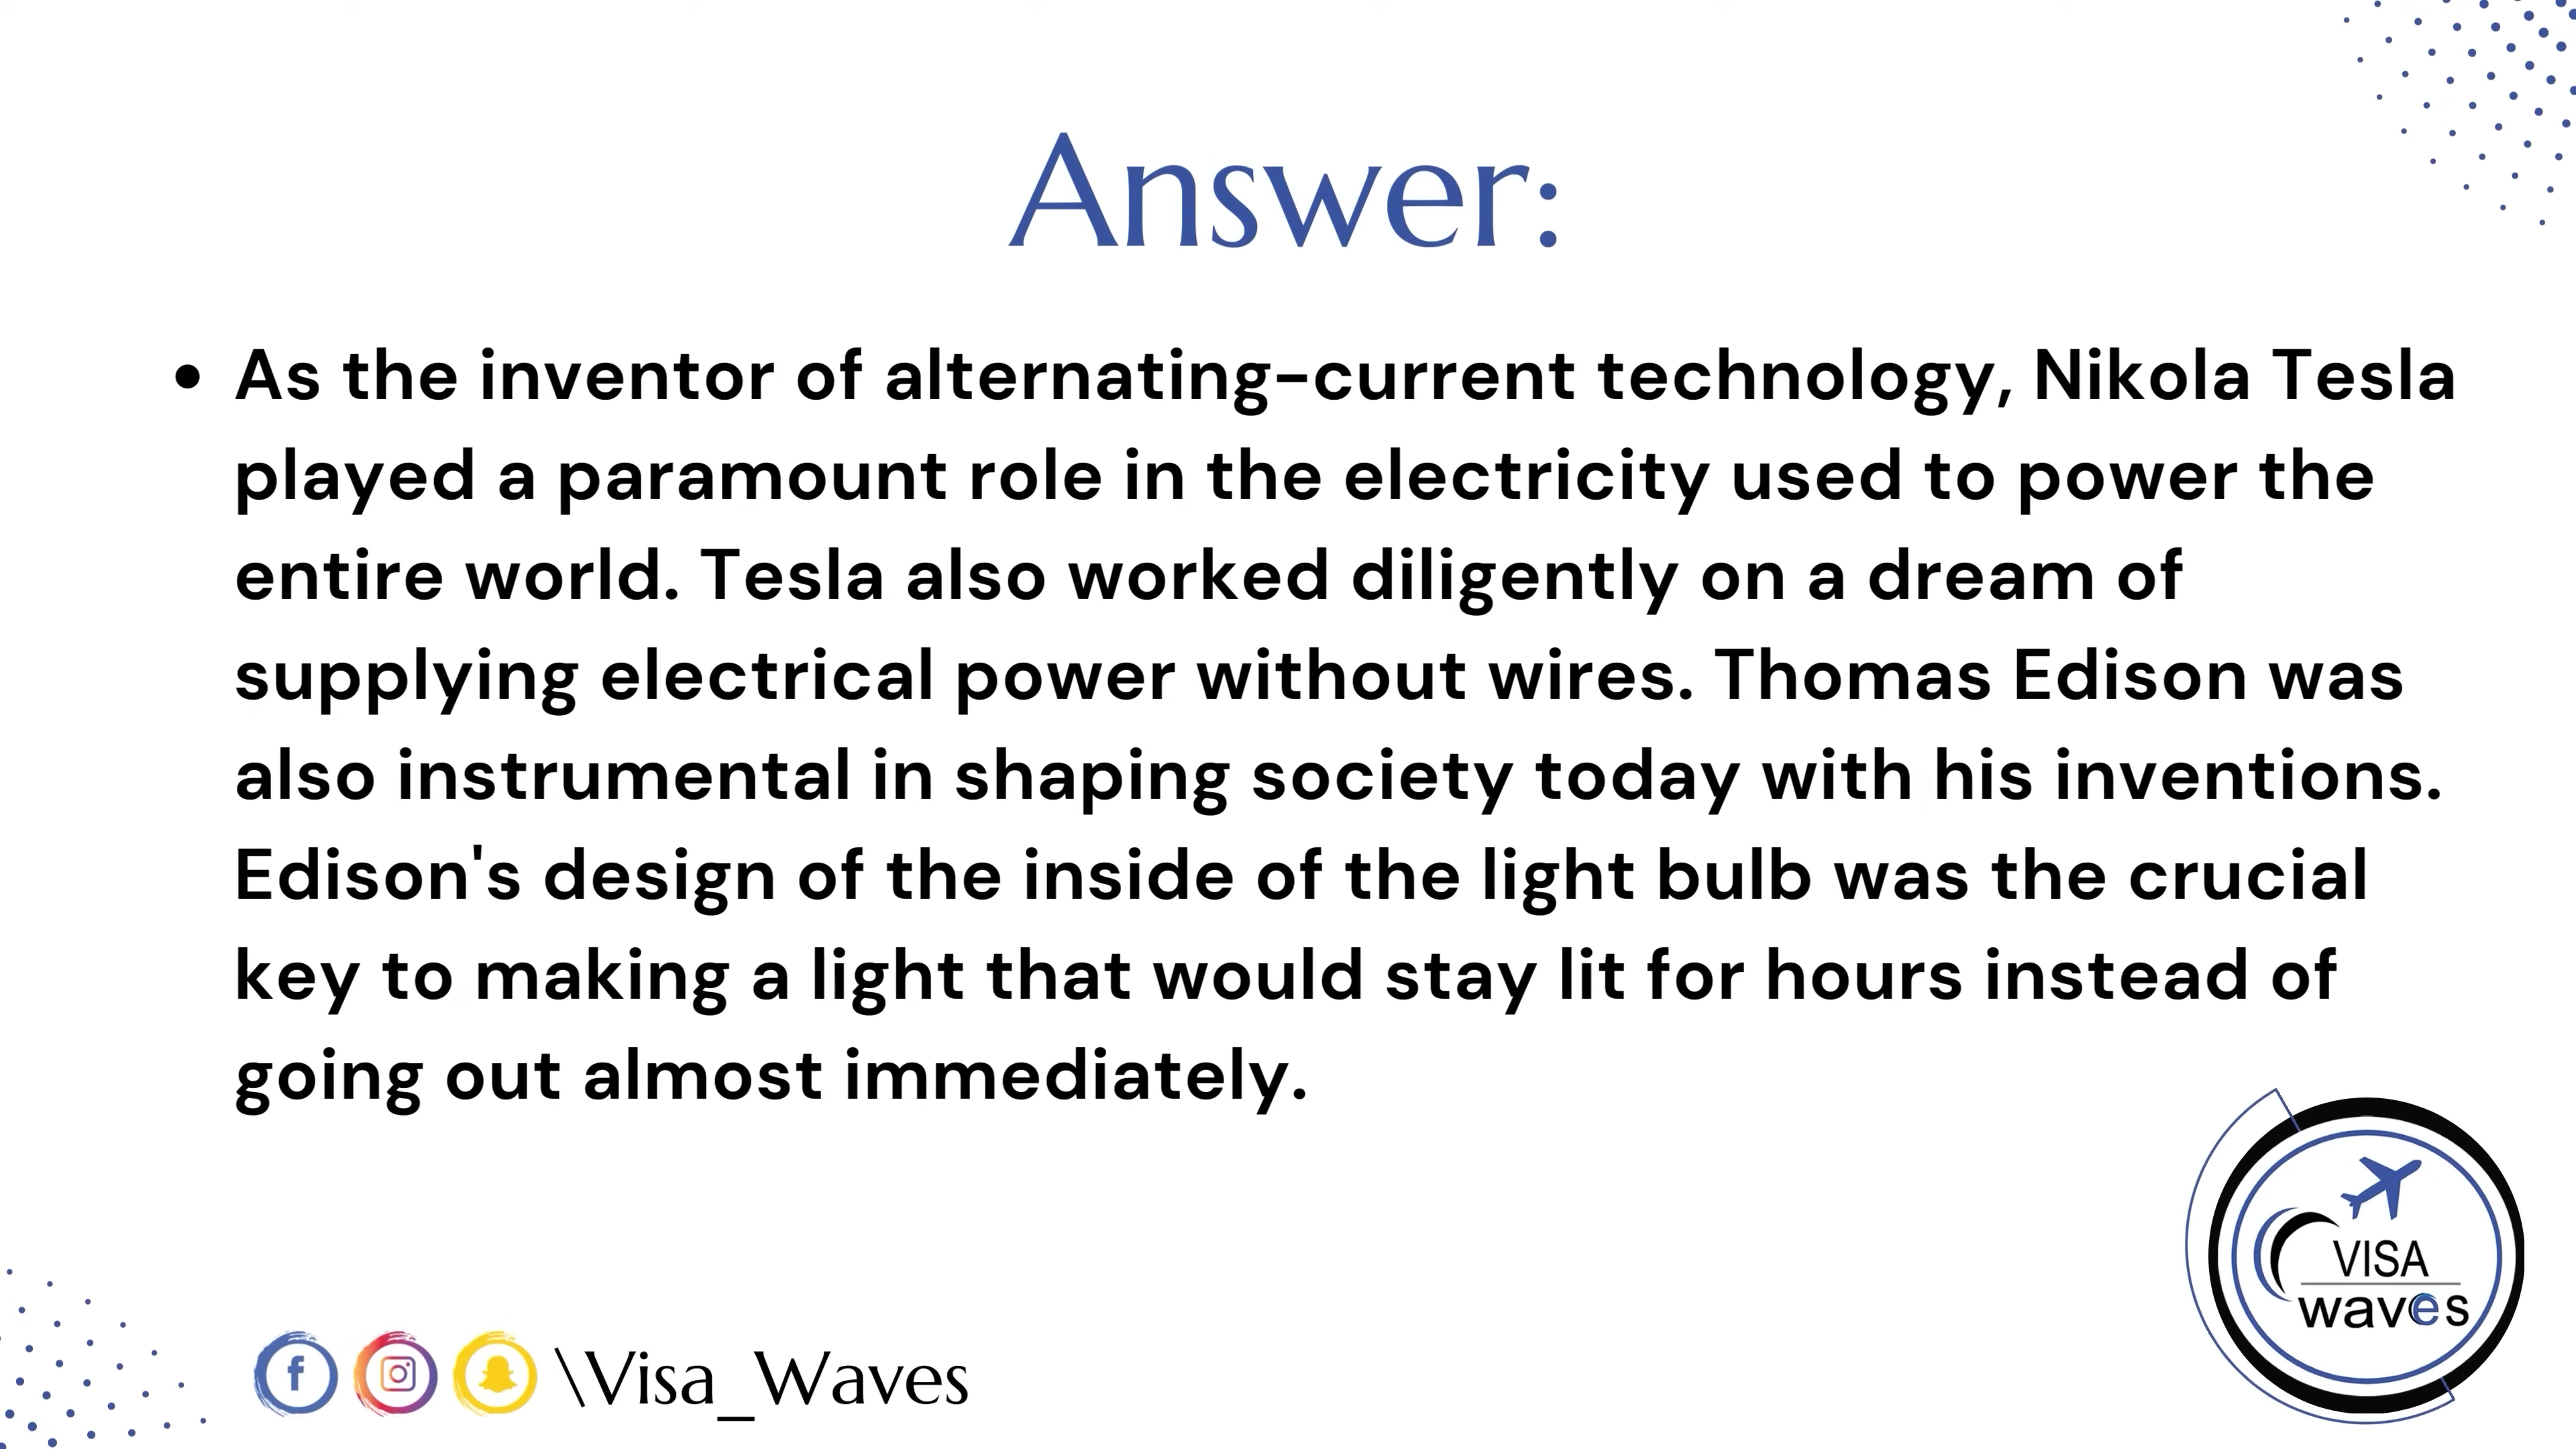 Answer:
• As the inventor of alternating-current technology, Nikola Tesla
played a paramount role in the electricity used to power the
entire world. Tesla also worked diligently on a dream of
supplying electrical power without wires. Thomas Edison was
also instrumental in shaping society today with his inventions.
Edison's design of the inside of the light bulb was the crucial
key to making a light that would stay lit for hours instead of
going out almost immediately.
VISA
waves
\Visa_Waves